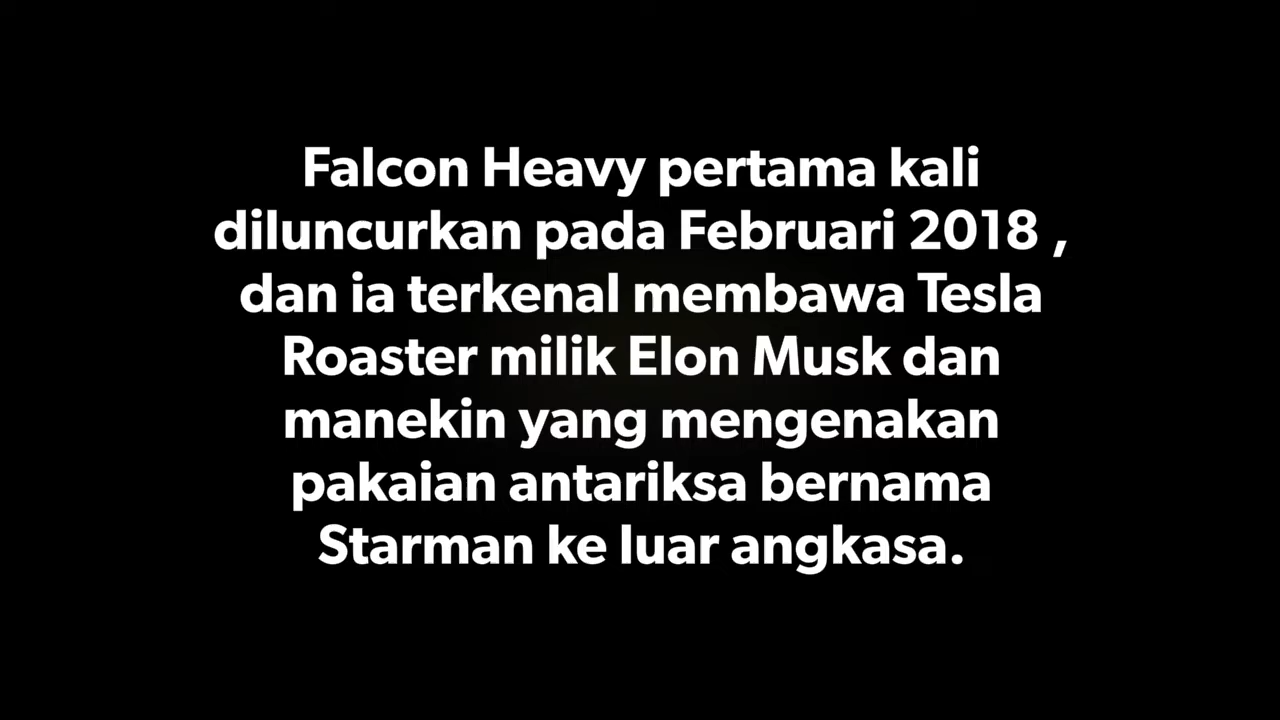 Falcon Heavy pertama kali
diluncurkan pada Februari 2018 ,
dan ia terkenal membawa Tesla
Roaster milik Elon Musk dan
manekin yang mengenakan
pakaian antariksa bernama
Starman ke luar angkasa.